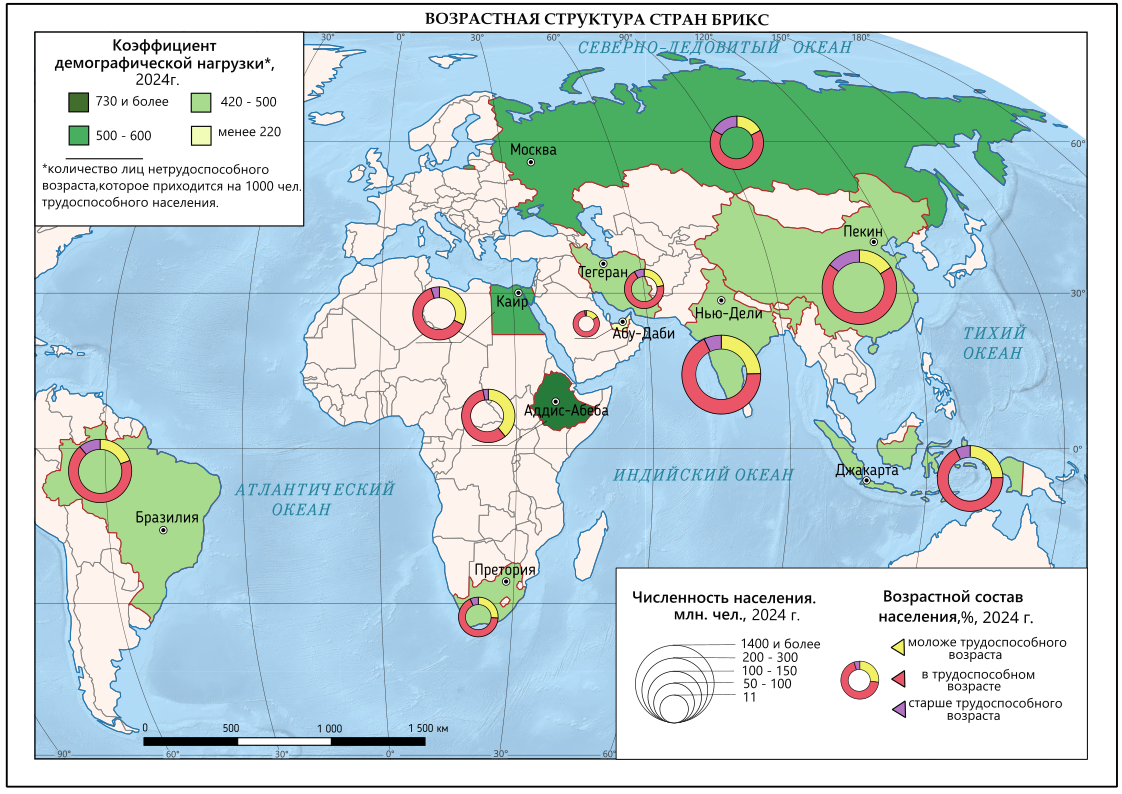 ВОЗРАСТНАЯ СТРУКТУРА СТРАН БРИКС
Коэффициент
демографической нагрузки*,
2024г.
730 и более
420 - 500
500 - 600
менее 220
*количество лиц нетрудоспособного
возраста,которое приходится на 1000 чел.
трудоспособного населения.
30°
0°
30°
60°
90°
120°
150°
180°
СЕВЕРНО-ЛЕДОВИТЫЙ ОКЕАН
60°
Москва
Пекин
Тегеран
30°
Каир
Нью-Дели
Абу-Даби
ТИХИЙ
ОКЕАН
Аддис-Абеба
0°
Джакарта
ИНДИЙСКИЙ ОКЕАН
АТЛАНТИЧЕСКИЙ
ОКЕАН
Бразилия
Претория
Численность населения.
млн. чел., 2024 г.
1400 и более
200 - 300
100 - 150
50 - 100
11
Возрастной состав
населения,%, 2024 г.
моложе трудоспособного
возраста
в трудоспособном
возрасте
старше трудоспособного
возраста
0 500 1 000 1 500 км
90°
60°
30°
0°
30°
60°